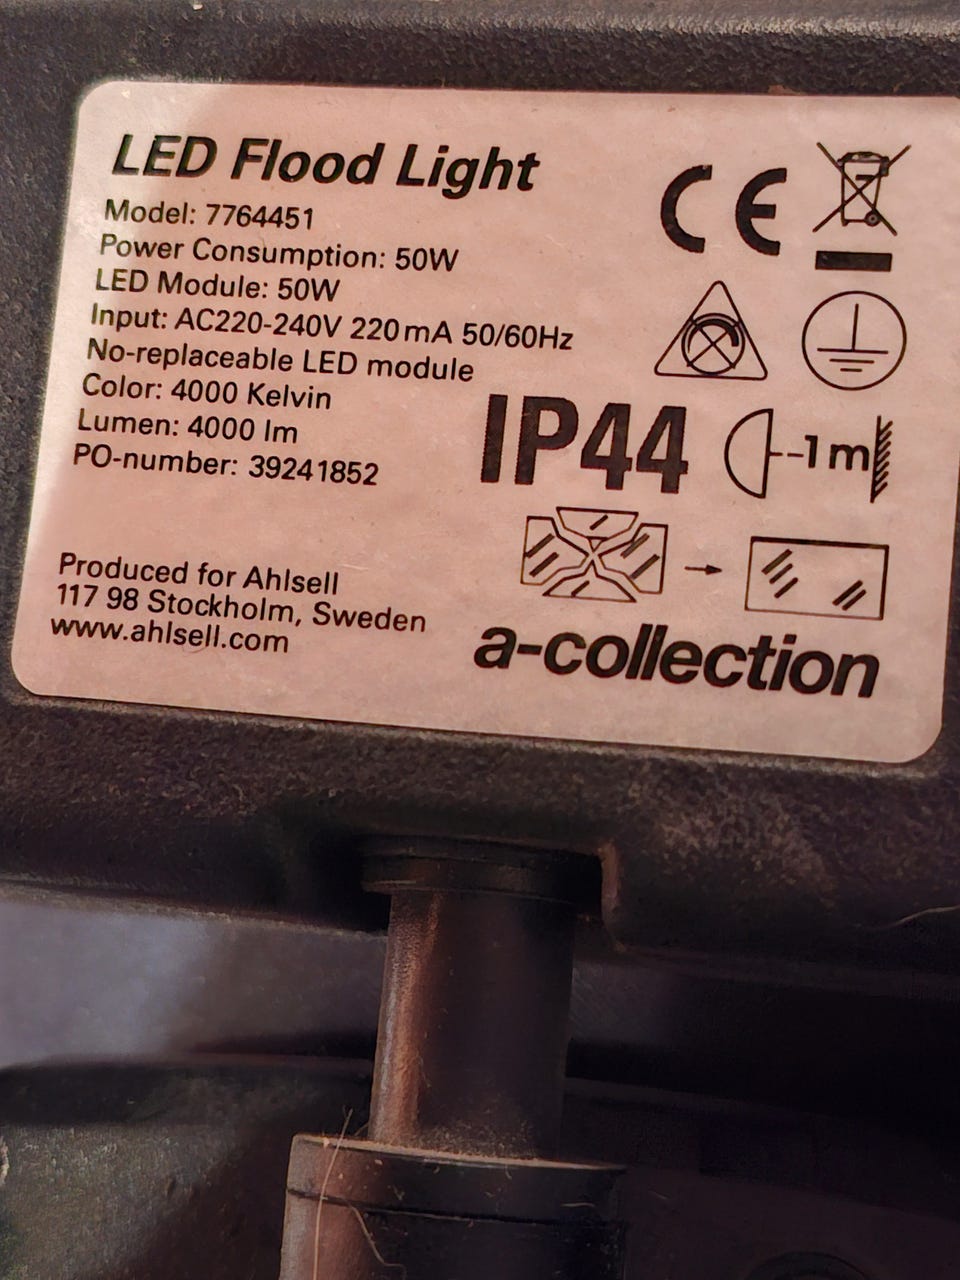 LED Flood Light
Model: 7764451
Power Consumption: 50W
LED Module: 50W
Input: AC220-240V 220mA 50/60Hz
No-replaceable LED module
Color: 4000 Kelvin
Lumen: 4000 lm
PO-number: 39241852
CE
IP44
1m
Produced for Ahlsell
117 98 Stockholm, Sweden
www.ahlsell.com
a-collection